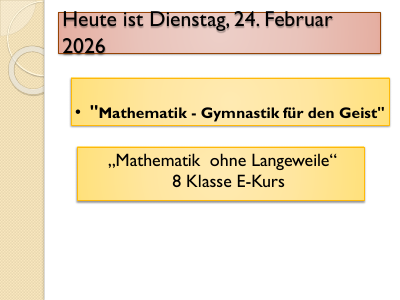 Heute ist Dienstag, 24. Februar
2026
• "Mathematik - Gymnastik für den Geist"
„Mathematik  ohne Langeweile“
8 Klasse E-Kurs